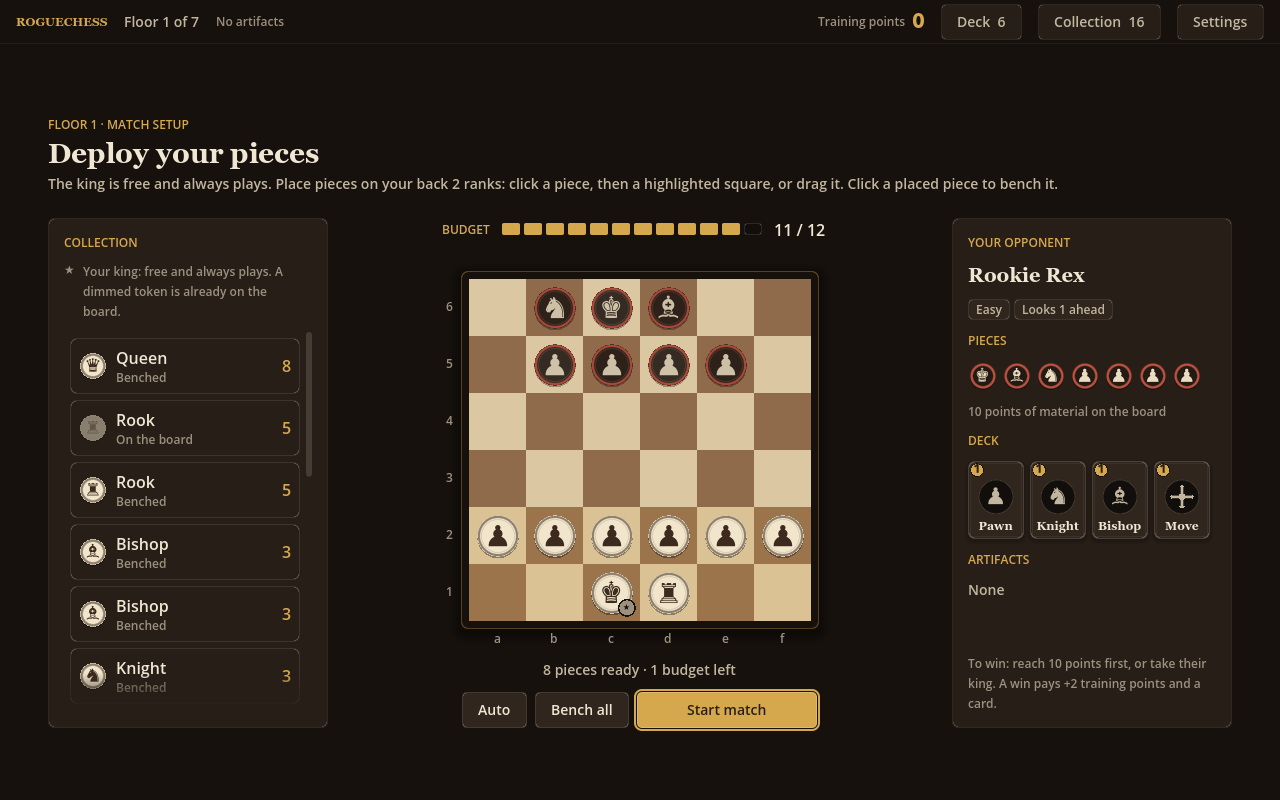 ROGUECHESS Floor 1 of 7 No artifacts Training points 0 Deck 6 Collection 16 Settings
FLOOR 1 · MATCH SETUP
Deploy your pieces
The king is free and always plays. Place pieces on your back 2 ranks: click a piece, then a highlighted square, or drag it. Click a placed piece to bench it.
COLLECTION
★ Your king: free and always plays. A
dimmed token is already on the
board.
Queen 8
Benched
Rook 5
On the board
Rook 5
Benched
Bishop 3
Benched
Bishop 3
Benched
Knight 3
Benched
BUDGET 11 / 12
6
5
4
3
2
1
a b c d e f
8 pieces ready · 1 budget left
Auto Bench all Start match
YOUR OPPONENT
Rookie Rex
Easy Looks 1 ahead
PIECES
10 points of material on the board
DECK
1 1 1 1
Pawn Knight Bishop Move
ARTIFACTS
None
To win: reach 10 points first, or take their
king. A win pays +2 training points and a
card.